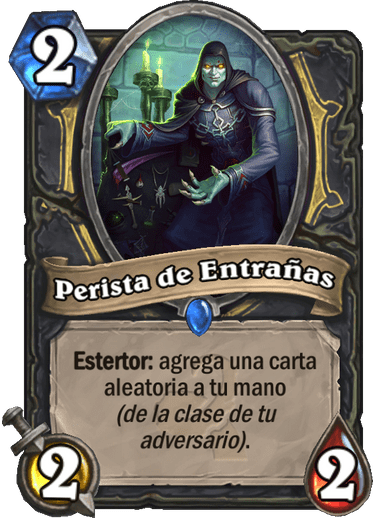 2
Perista de Entrañas
Estertor: agrega una carta
aleatoria a tu mano
(de la clase de tu
adversario).
2
2